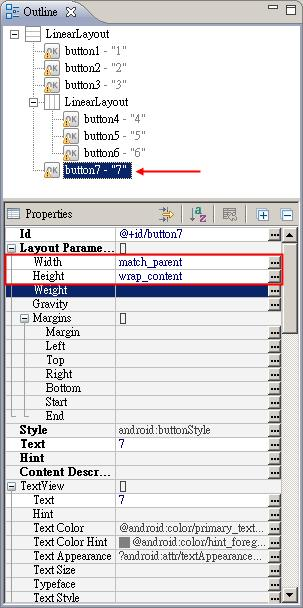 Outline
LinearLayout
button1 - "1"
button2 - "2"
button3 - "3"
LinearLayout
button4 - "4"
button5 - "5"
button6 - "6"
button7 - "7"
Properties
Id @+id/button7
Layout Parame... []
Width match_parent
Height wrap_content
Weight
Gravity
Margins []
Margin
Left
Top
Right
Bottom
Start
End
Style android:buttonStyle
Text 7
Hint
Content Descr...
TextView []
Text 7
Hint
Text Color @android:color/primary_text...
Text Color Hint @android:color/hint_foreg...
Text Appearance ?android:attr/textAppearance...
Text Size
Typeface
Text Style